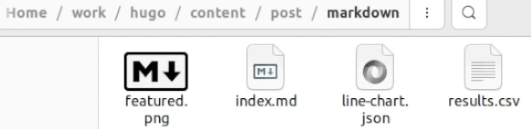 Home / work / hugo / content / post / markdown
M↓
M↓
featured.
png
index.md
line-chart.
json
results.csv